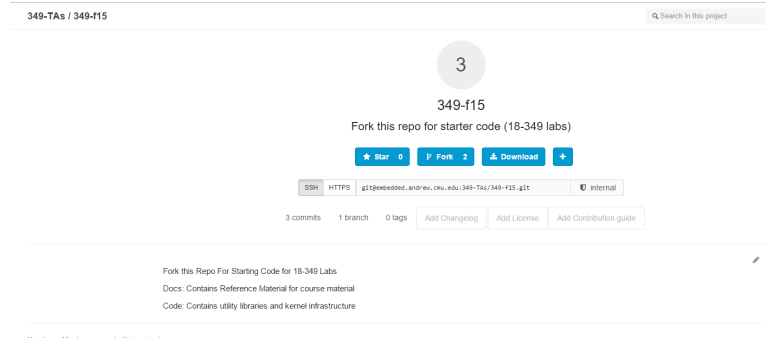 349-TAs / 349-f15
Search in this project
3
349-f15
Fork this repo for starter code (18-349 labs)
Star 0 Fork 2 Download +
SSH HTTPS git@embedded.andrew.cmu.edu:349-TAs/349-f15.git internal
3 commits 1 branch 0 tags Add Changelog Add License Add Contribution guide
Fork this Repo For Starting Code for 18-349 Labs
Docs: Contains Reference Material for course material
Code: Contains utility libraries and kernel infrastructure